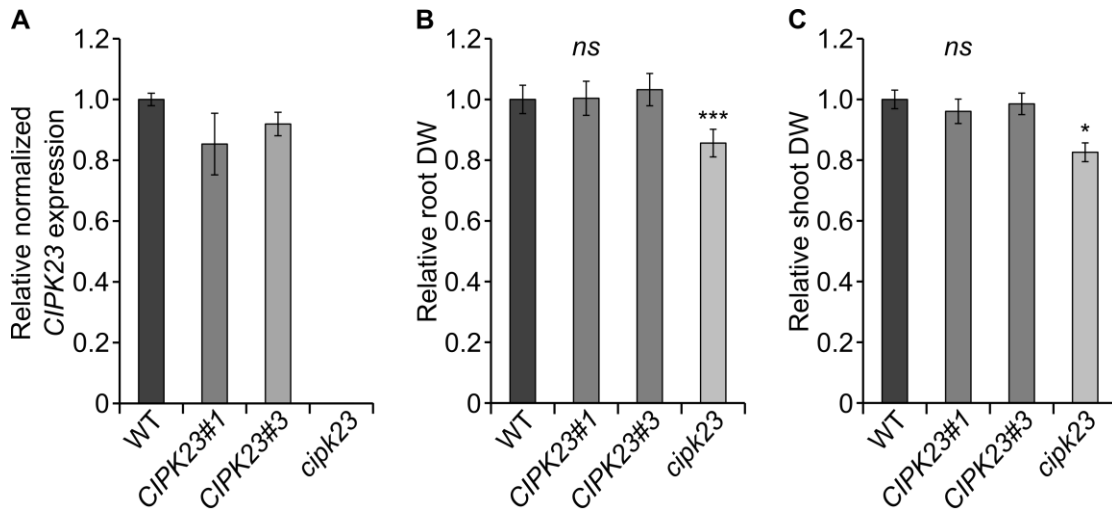 A
Relative normalized
CIPK23 expression
1.2
1.0
0.8
0.6
0.4
0.2
0
WT
CIPK23#1
CIPK23#3
cipk23
B
Relative root DW
1.2
1.0
0.8
0.6
0.4
0.2
0
ns
***
WT
CIPK23#1
CIPK23#3
cipk23
C
Relative shoot DW
1.2
1.0
0.8
0.6
0.4
0.2
0
ns
*
WT
CIPK23#1
CIPK23#3
cipk23